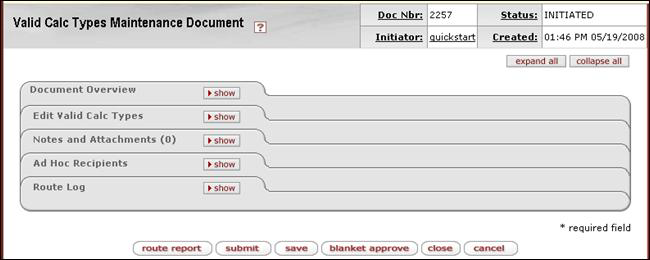 Valid Calc Types Maintenance Document ?
Doc Nbr: 2257 Status: INITIATED
Initiator: quickstart Created: 01:46 PM 05/19/2008
expand all collapse all
Document Overview show
Edit Valid Calc Types show
Notes and Attachments (0) show
Ad Hoc Recipients show
Route Log show
* required field
route report submit save blanket approve close cancel